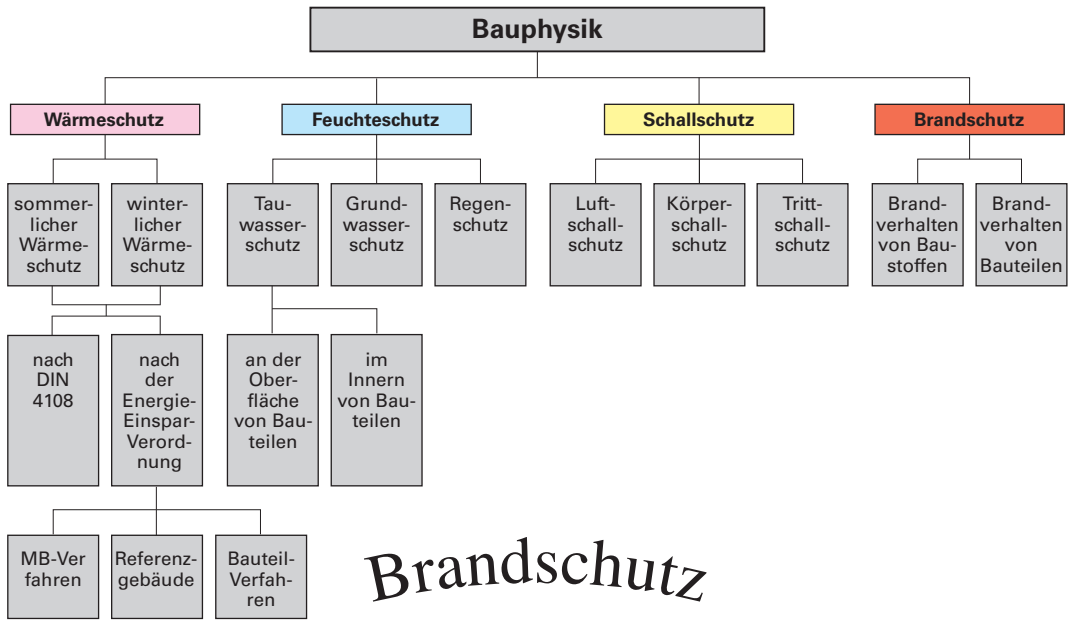 Bauphysik
Wärmeschutz
Feuchteschutz
Schallschutz
Brandschutz
sommer-
licher
Wärme-
schutz
winter-
licher
Wärme-
schutz
Tau-
wasser-
schutz
Grund-
wasser-
schutz
Regen-
schutz
Luft-
schall-
schutz
Körper-
schall-
schutz
Tritt-
schall-
schutz
Brand-
verhalten
von Bau-
stoffen
Brand-
verhalten
von
Bauteilen
nach
DIN
4108
nach
der
Energie-
Einspar-
Verord-
nung
an der
Ober-
fläche
von Bau-
teilen
im
Innern
von Bau-
teilen
MB-Ver
fahren
Referenz-
gebäude
Bauteil-
Verfah-
ren
Brandschutz